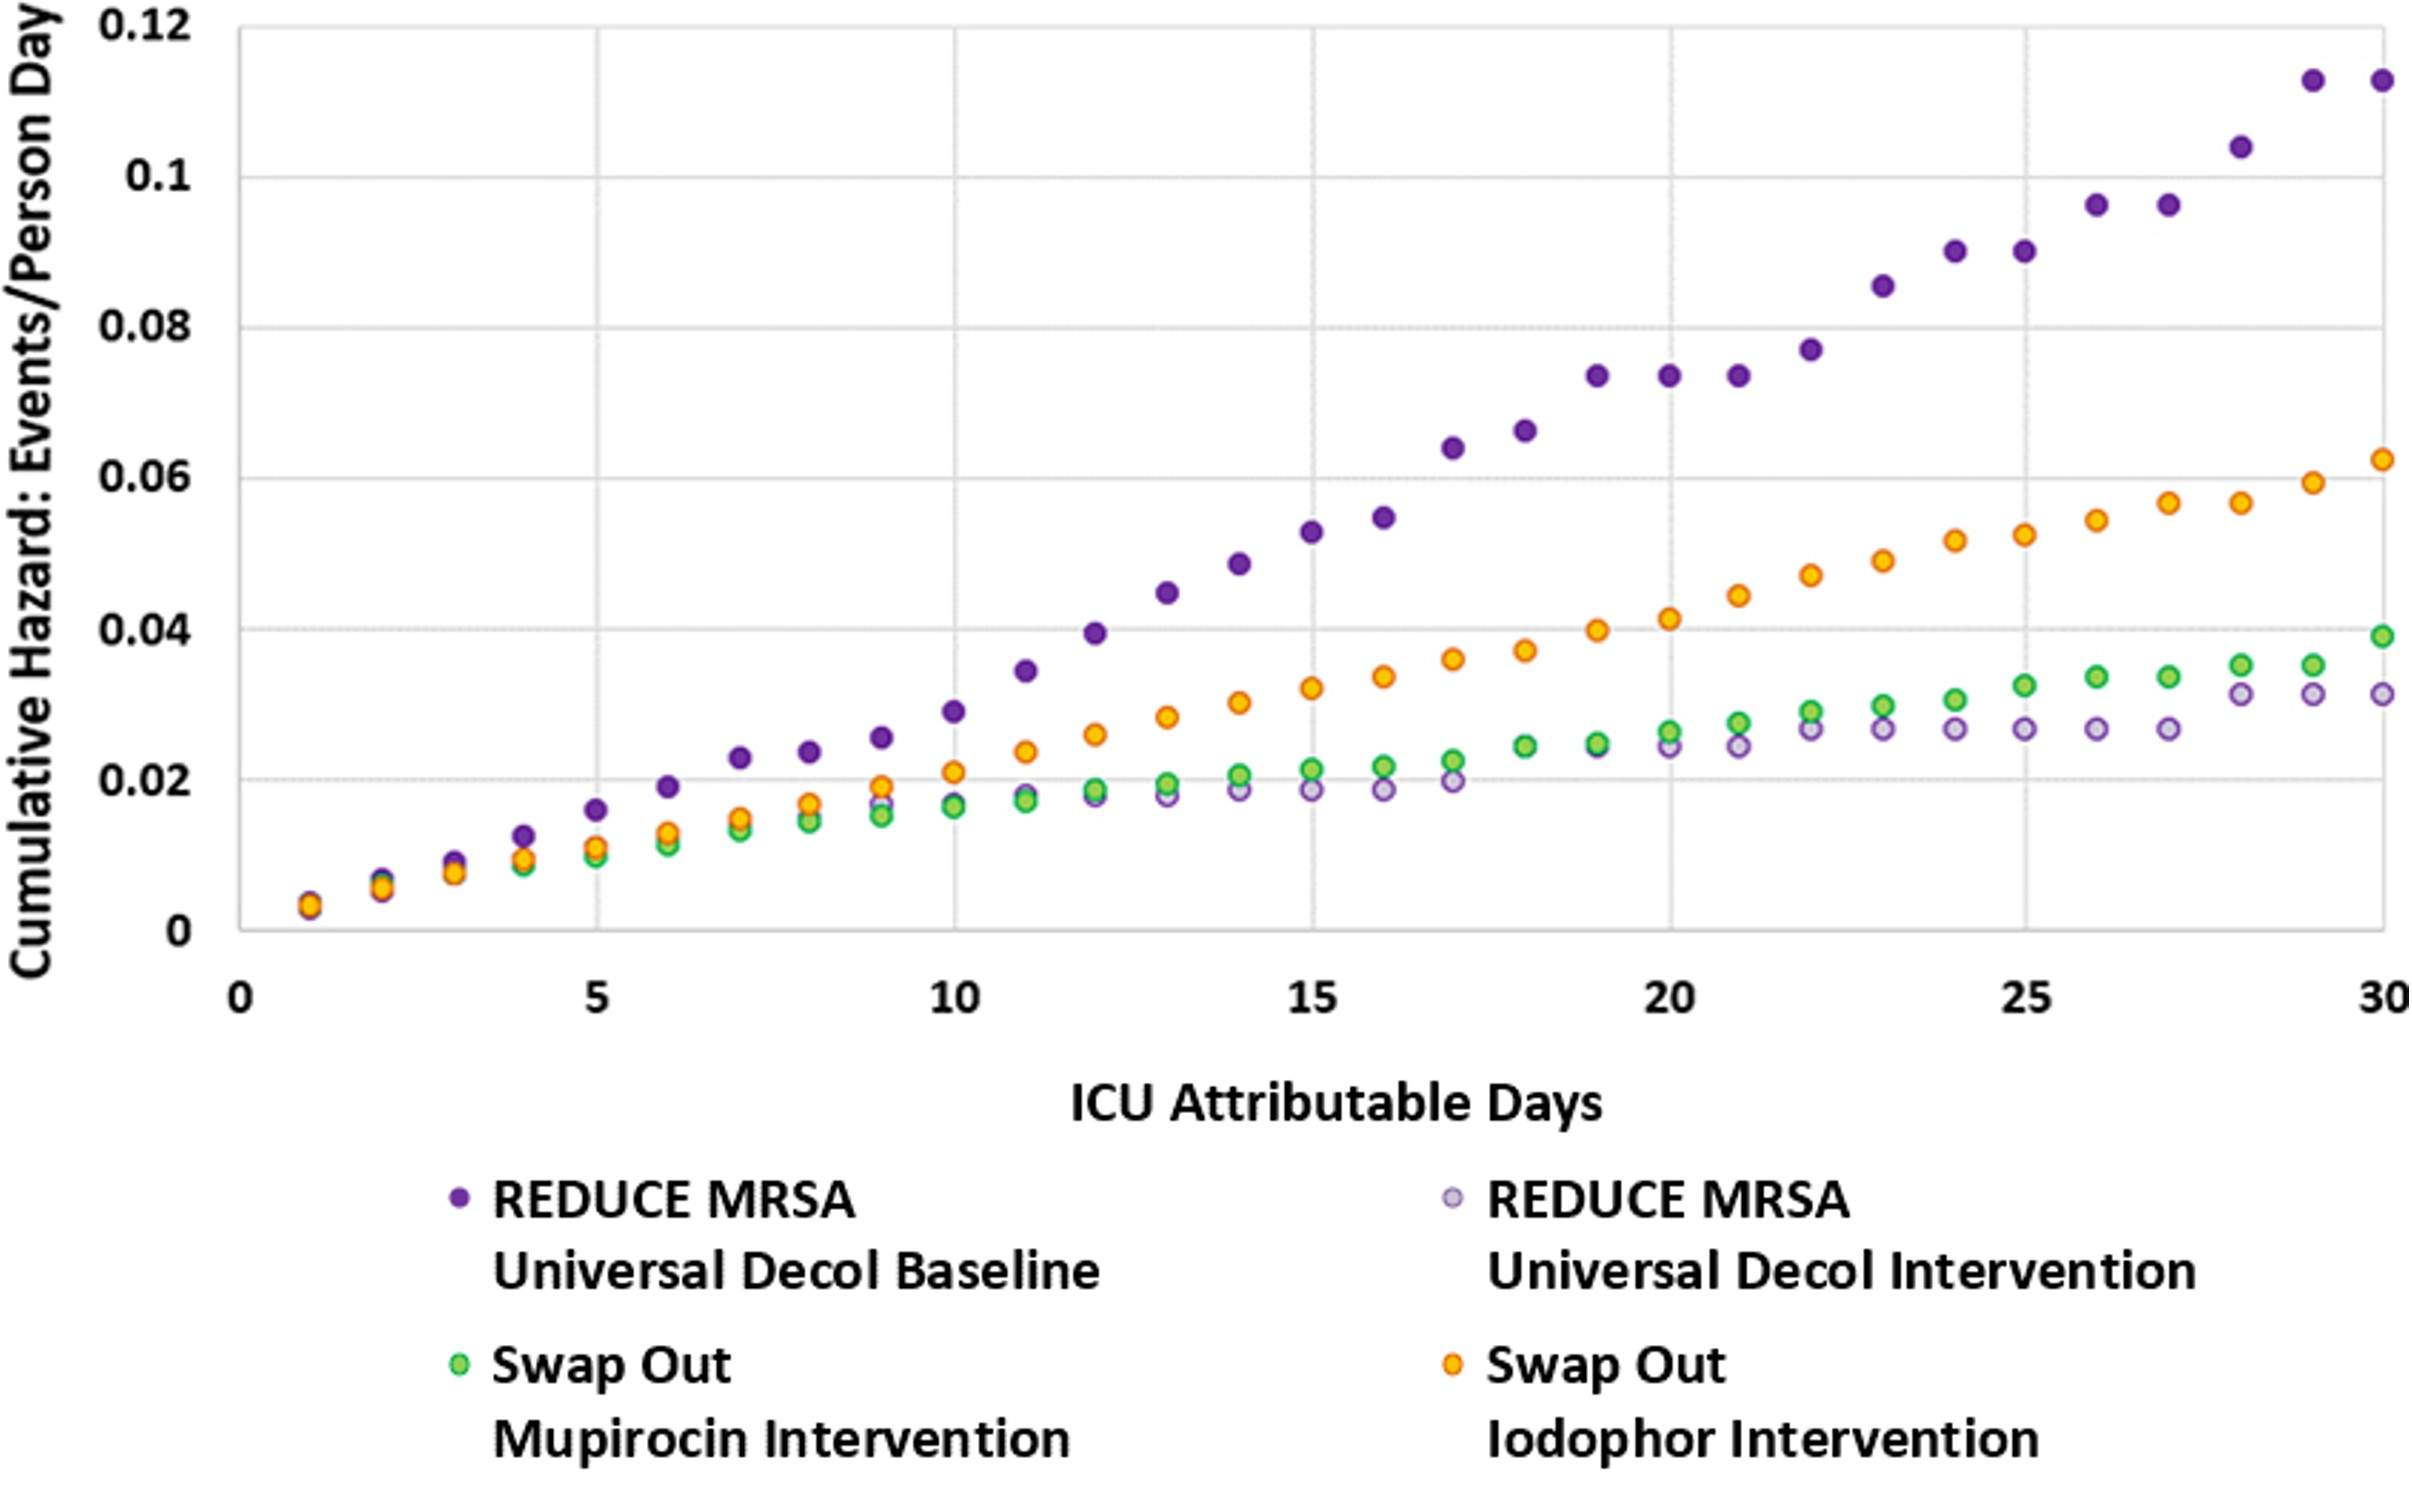 Cumulative Hazard: Events/Person Day
0.12
0.1
0.08
0.06
0.04
0.02
0
0 5 10 15 20 25 30
ICU Attributable Days
REDUCE MRSA
Universal Decol Baseline
REDUCE MRSA
Universal Decol Intervention
Swap Out
Mupirocin Intervention
Swap Out
Iodophor Intervention